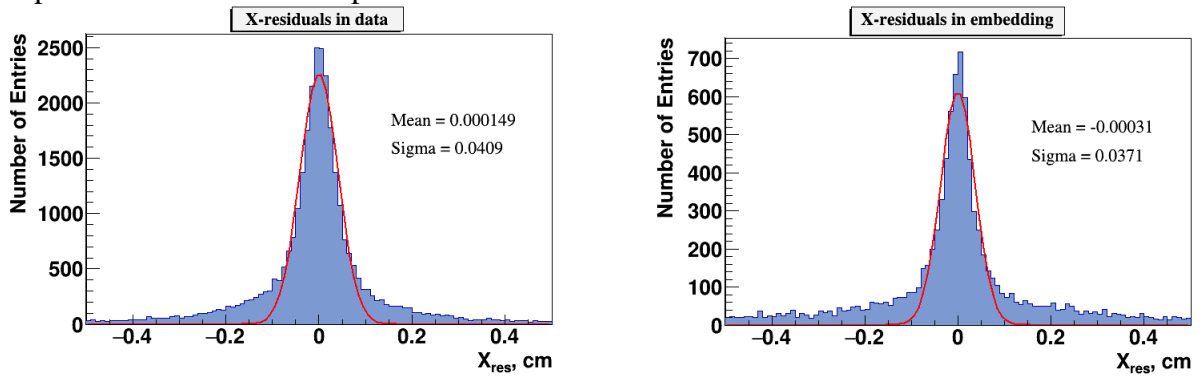 X-residuals in data
Number of Entries
2500
2000
1500
1000
500
0
Mean = 0.000149
Sigma = 0.0409
−0.4 −0.2 0 0.2 0.4
Xres, cm
X-residuals in embedding
Number of Entries
700
600
500
400
300
200
100
0
Mean = -0.00031
Sigma = 0.0371
−0.4 −0.2 0 0.2 0.4
Xres, cm